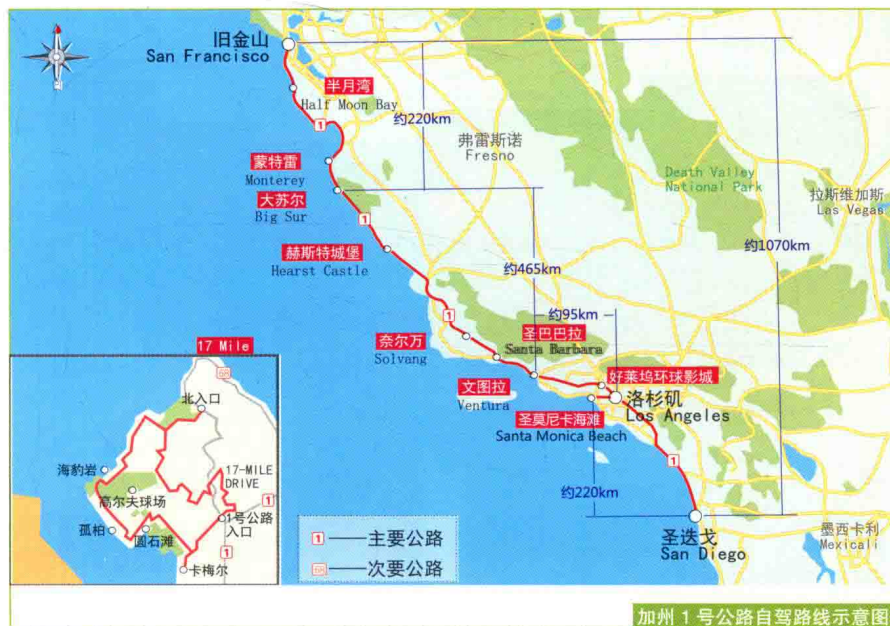 旧金山
San Francisco
半月湾
Half Moon Bay
1
约220km
弗雷斯诺
Fresno
蒙特雷
Monterey
大苏尔
Big Sur
Death Valley
National Park
拉斯维加斯
Las Vegas
1
赫斯特城堡
Hearst Castle
约465km
约1070km
约95km
1
奈尔万
Solvang
圣巴巴拉
Santa Barbara
文图拉
Ventura
好莱坞环球影城
洛杉矶
Los Angeles
圣莫尼卡海滩
Santa Monica Beach
1
约220km
圣迭戈
San Diego
墨西卡利
Mexicali
17 Mile
68
北入口
海豹岩
17-MILE
DRIVE
高尔夫球场
1
孤柏
圆石滩
1号公路
入口
1
卡梅尔
1——主要公路
68——次要公路
加州 1 号公路自驾路线示意图